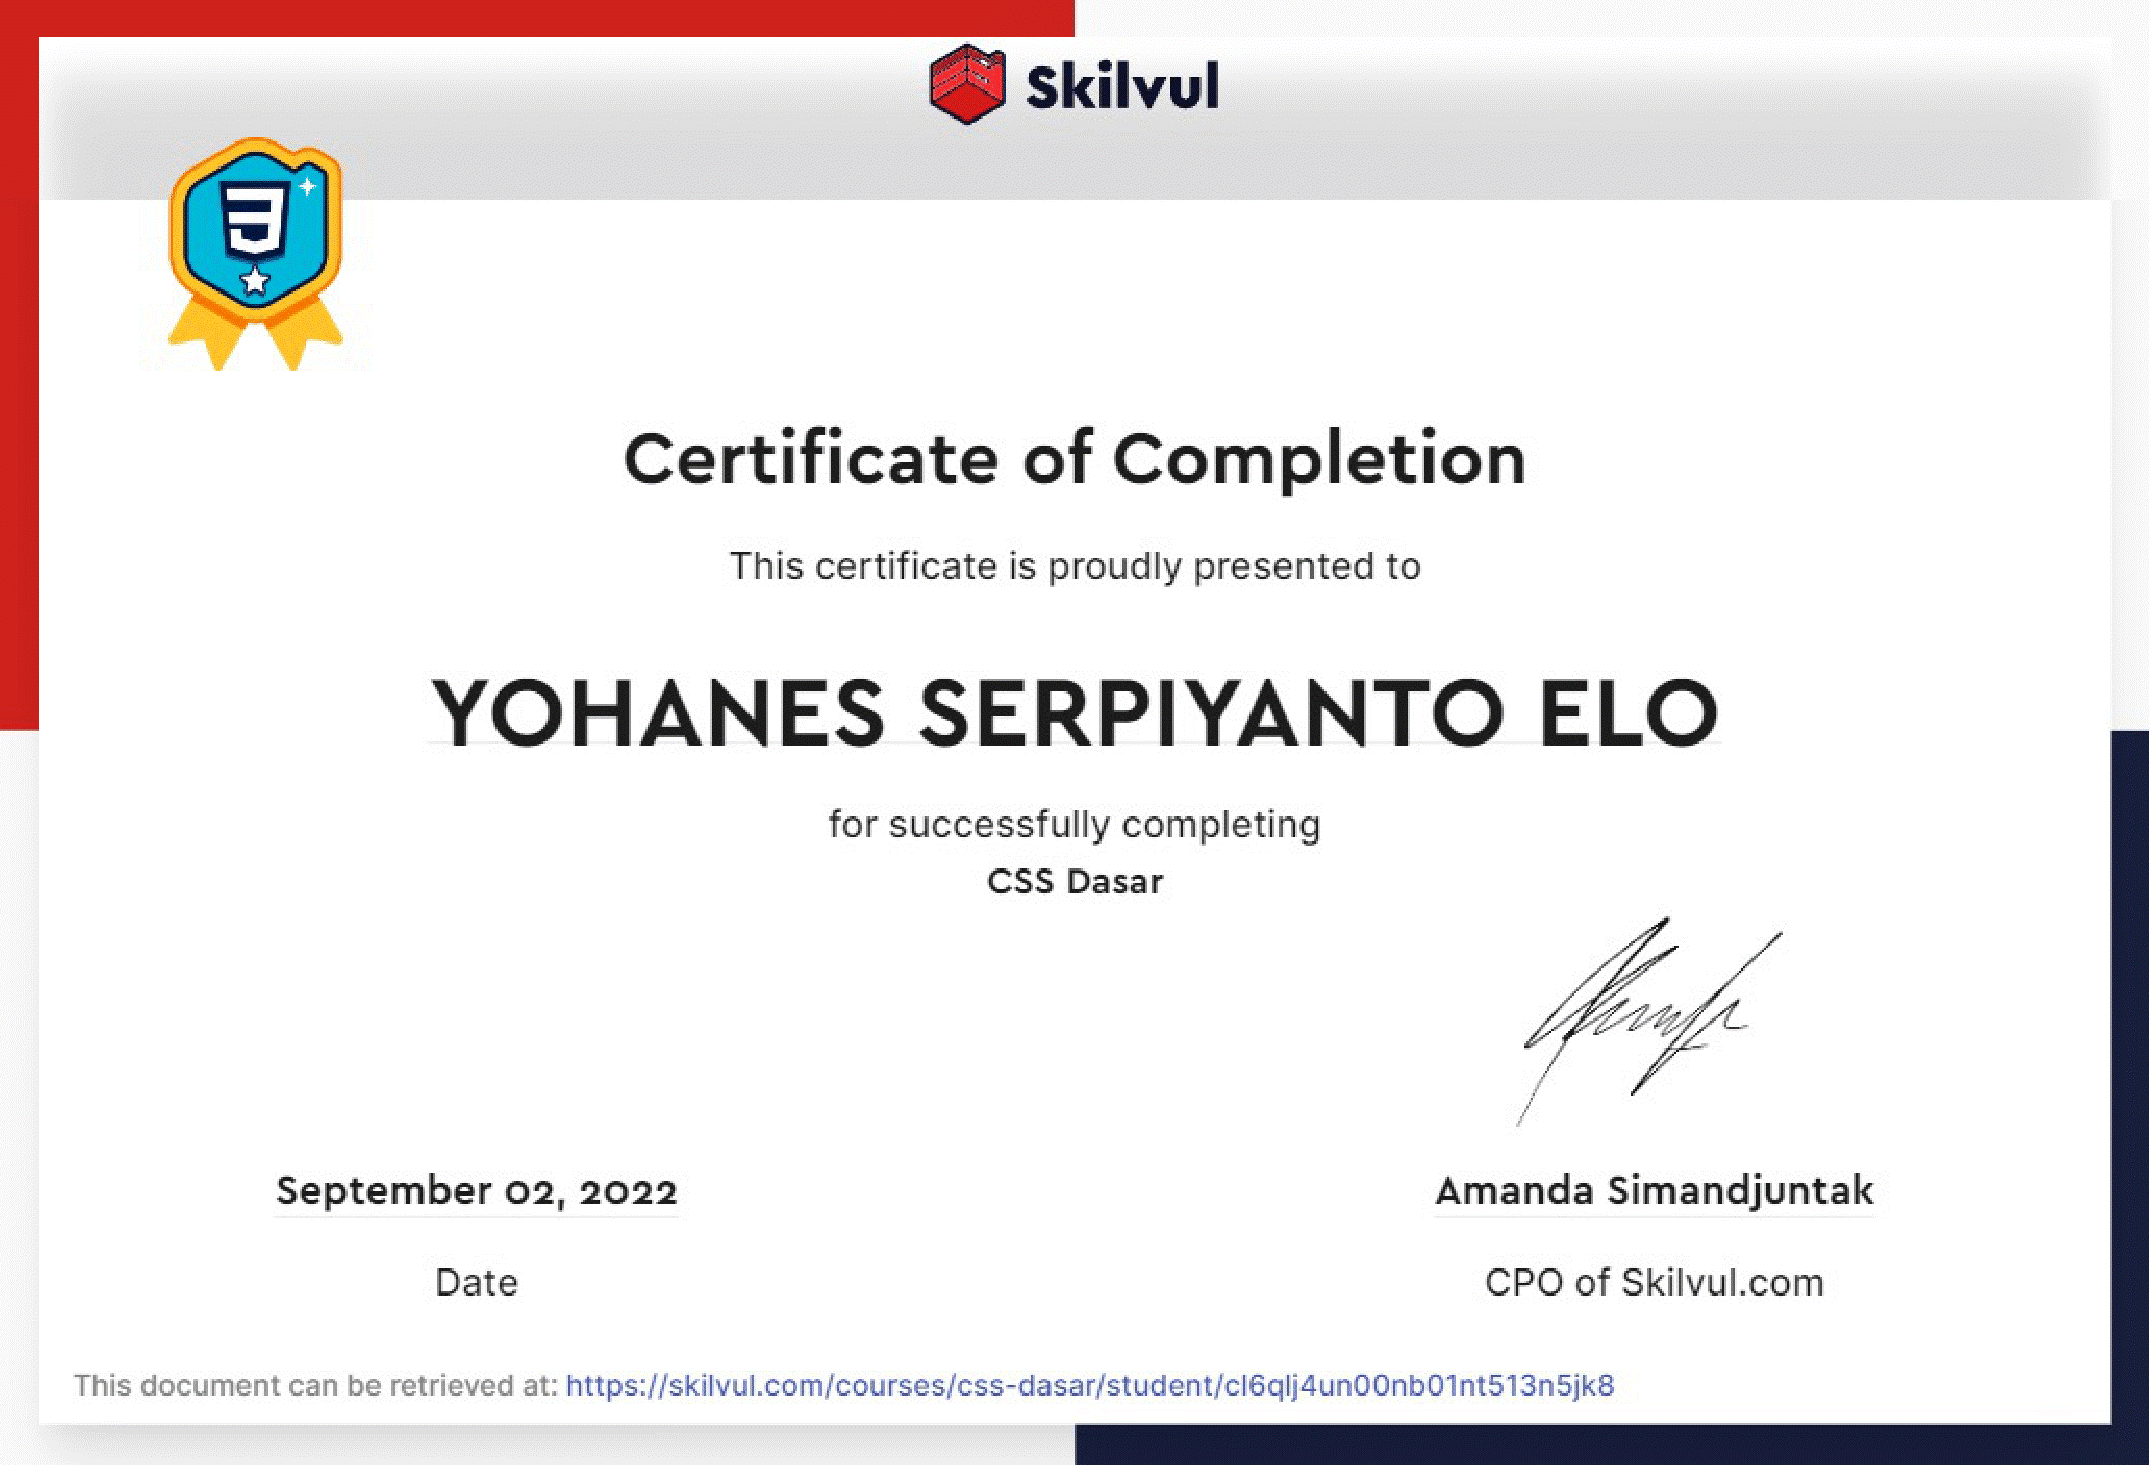 Skilvul
Certificate of Completion
This certificate is proudly presented to
YOHANES SERPIYANTO ELO
for successfully completing
CSS Dasar
September 02, 2022
Amanda Simandjuntak
Date
CPO of Skilvul.com
This document can be retrieved at: https://skilvul.com/courses/css-dasar/student/cl6qlj4un00nb01nt513n5jk8